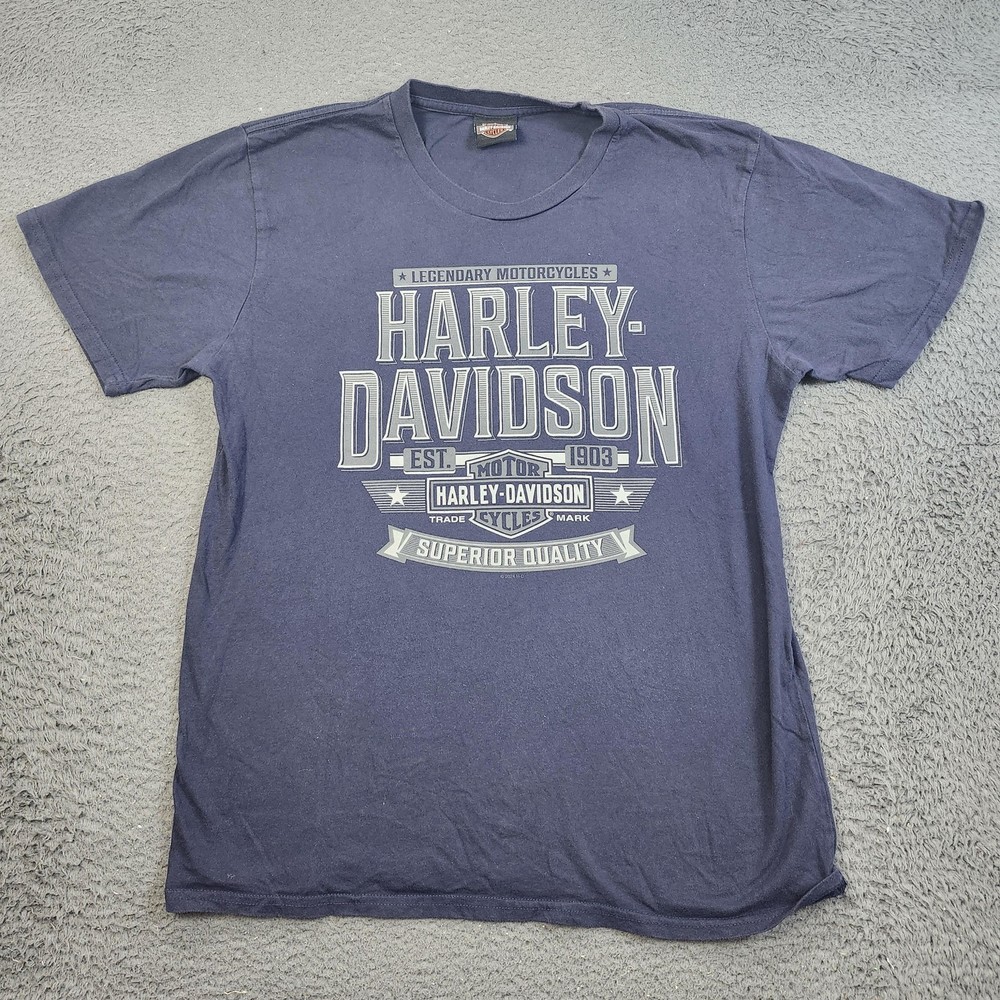 ★ LEGENDARY MOTORCYCLES ★
HARLEY-
DAVIDSON
EST. 1903
MOTOR
HARLEY-DAVIDSON
TRADE CYCLES MARK
SUPERIOR QUALITY